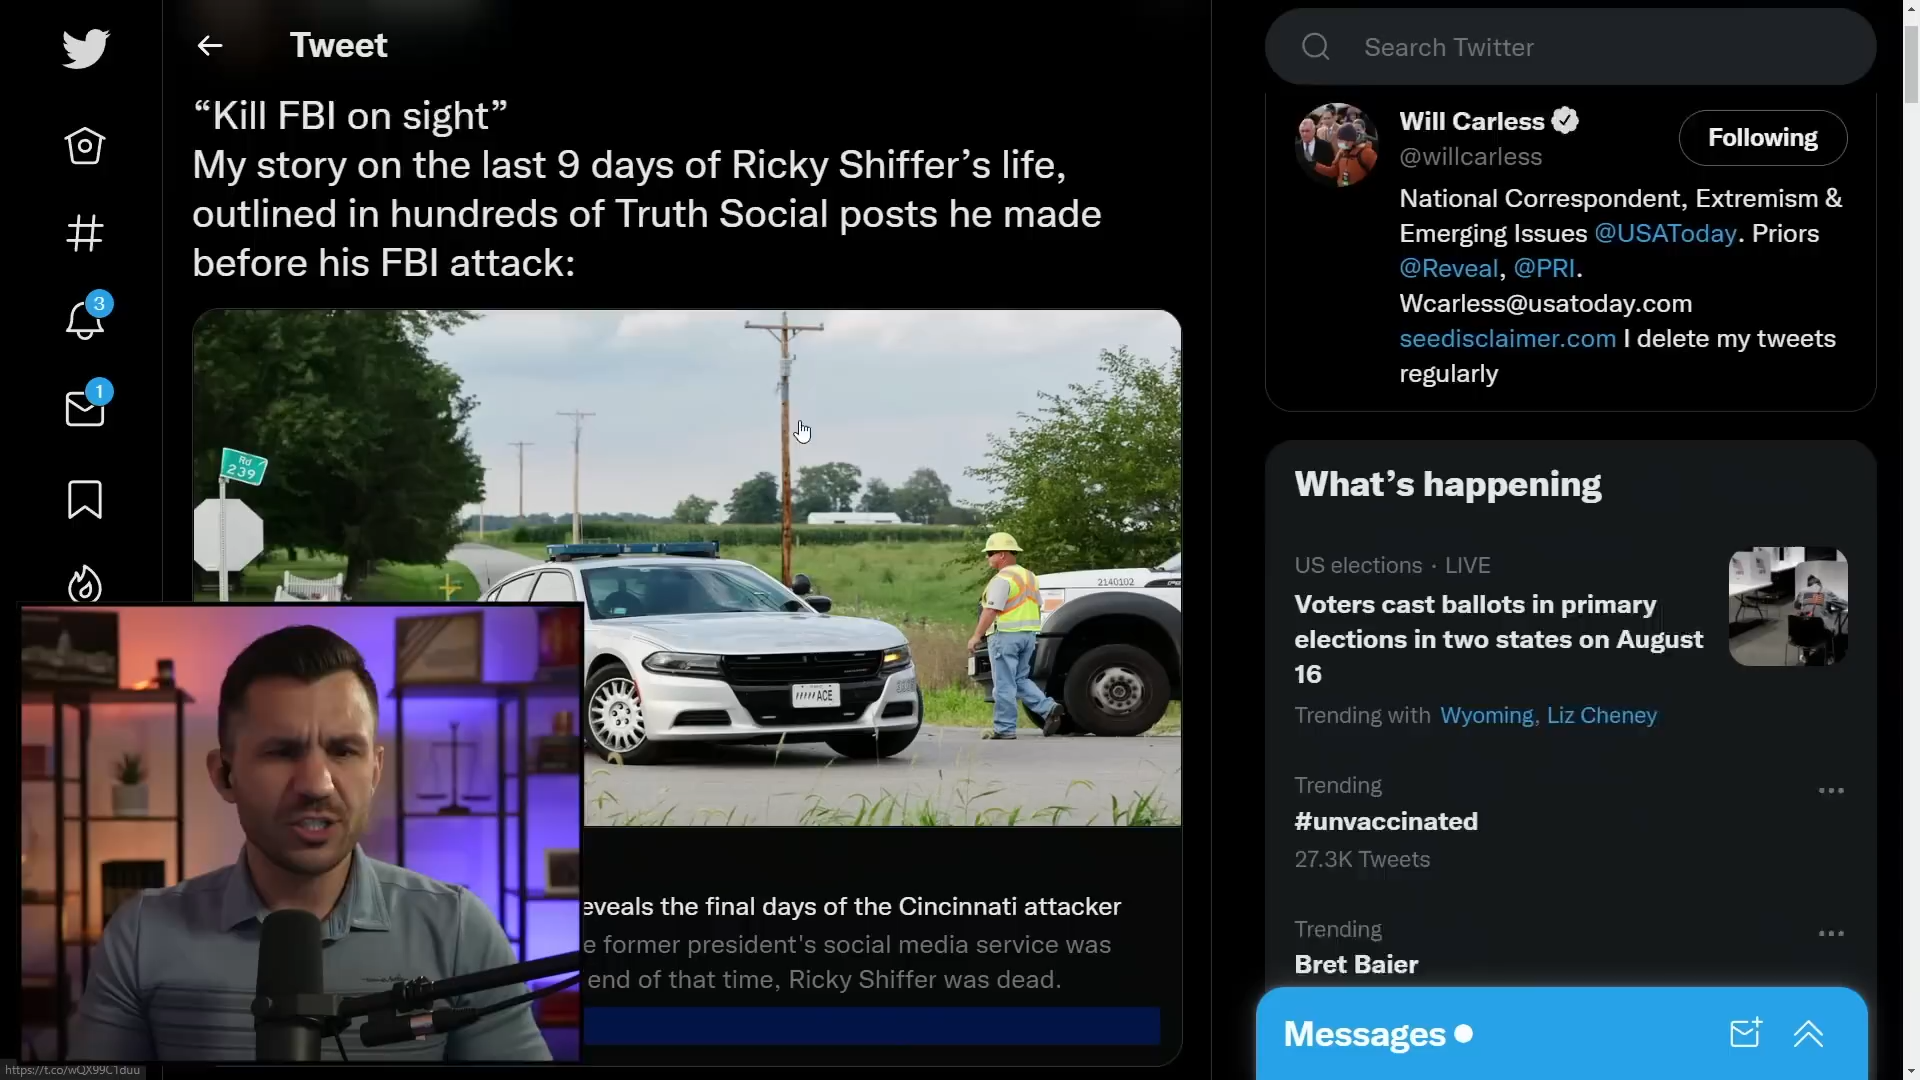 Tweet
“Kill FBI on sight”
My story on the last 9 days of Ricky Shiffer’s life,
outlined in hundreds of Truth Social posts he made
before his FBI attack:
3
1
Rd
239
2140102
ACE
eveals the final days of the Cincinnati attacker
e former president's social media service was
end of that time, Ricky Shiffer was dead.
https://t.co/wQX99C1duu
Search Twitter
Will Carless
@willcarless
Following
National Correspondent, Extremism &
Emerging Issues @USAToday. Priors
@Reveal, @PRI.
Wcarless@usatoday.com
seedisclaimer.com I delete my tweets
regularly
What’s happening
US elections · LIVE
Voters cast ballots in primary
elections in two states on August
16
Trending with Wyoming, Liz Cheney
Trending
#unvaccinated
27.3K Tweets
Trending
Bret Baier
Messages